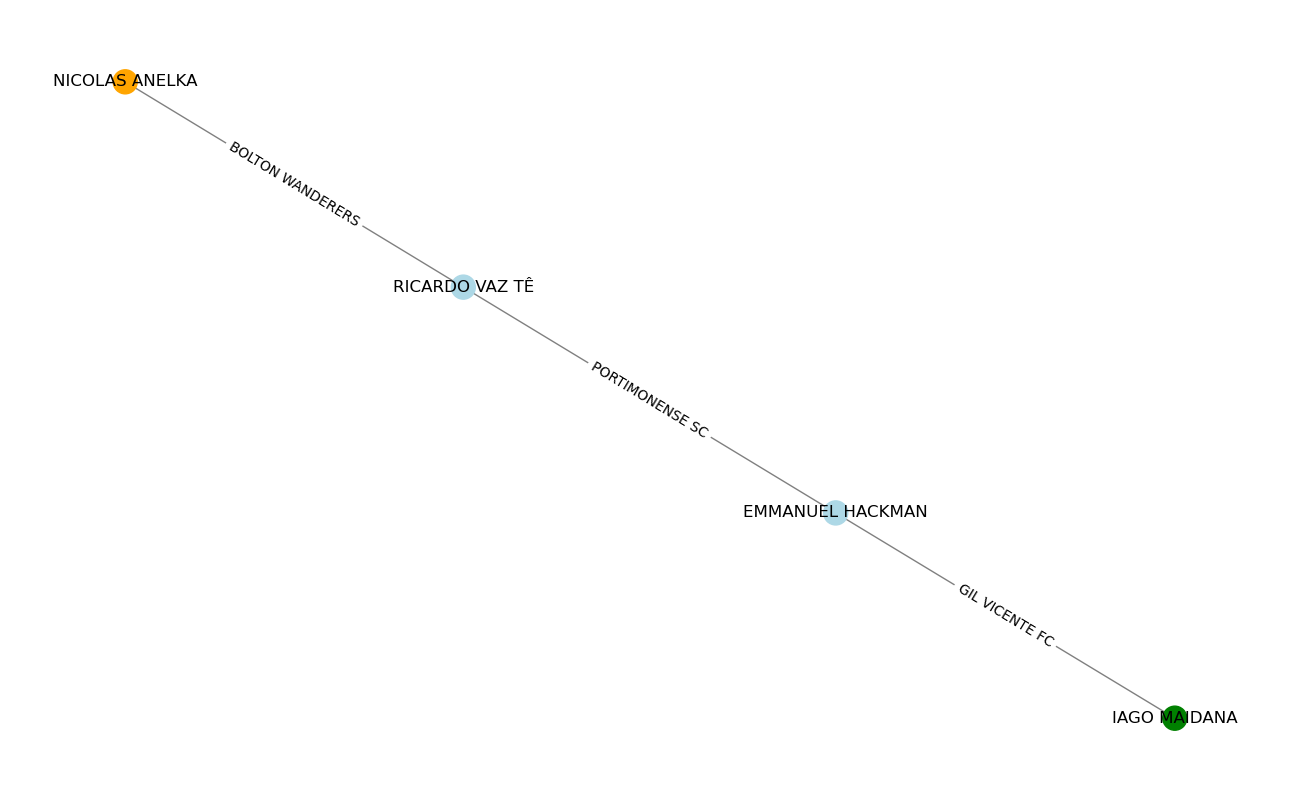 NICOLAS ANELKA
BOLTON WANDERERS
RICARDO VAZ TÊ
PORTIMONENSE SC
EMMANUEL HACKMAN
GIL VICENTE FC
IAGO MAIDANA